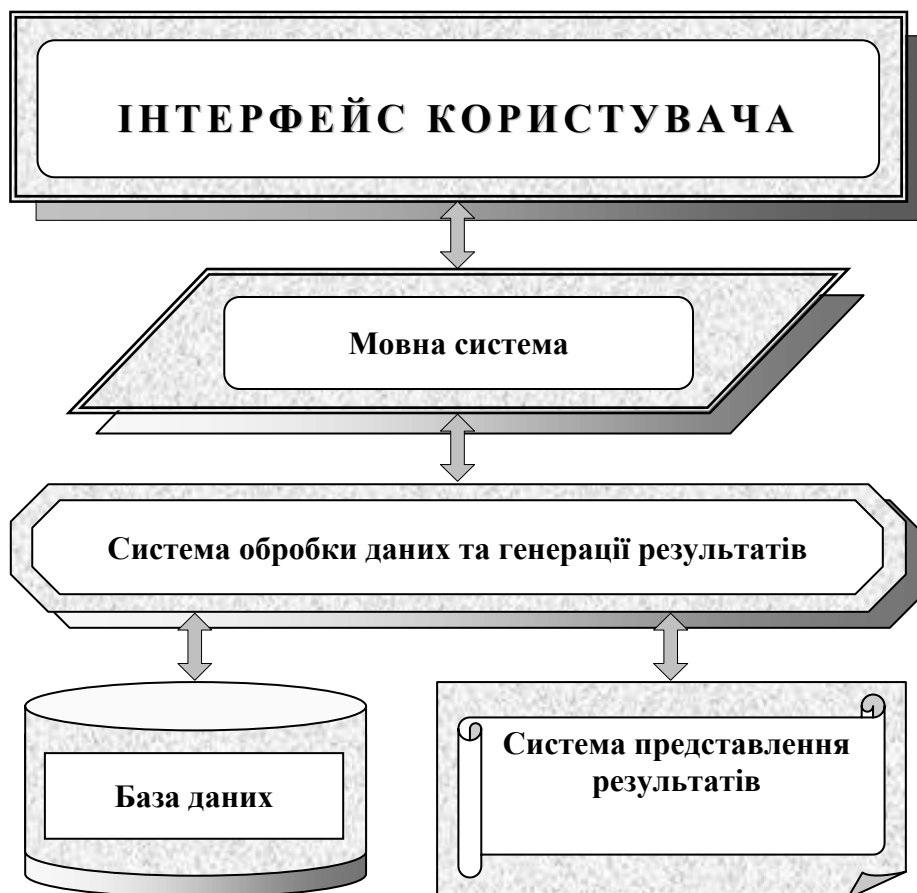 ІНТЕРФЕЙС КОРИСТУВАЧА
Мовна система
Система обробки даних та генерації результатів
База даних
Система представлення
результатів